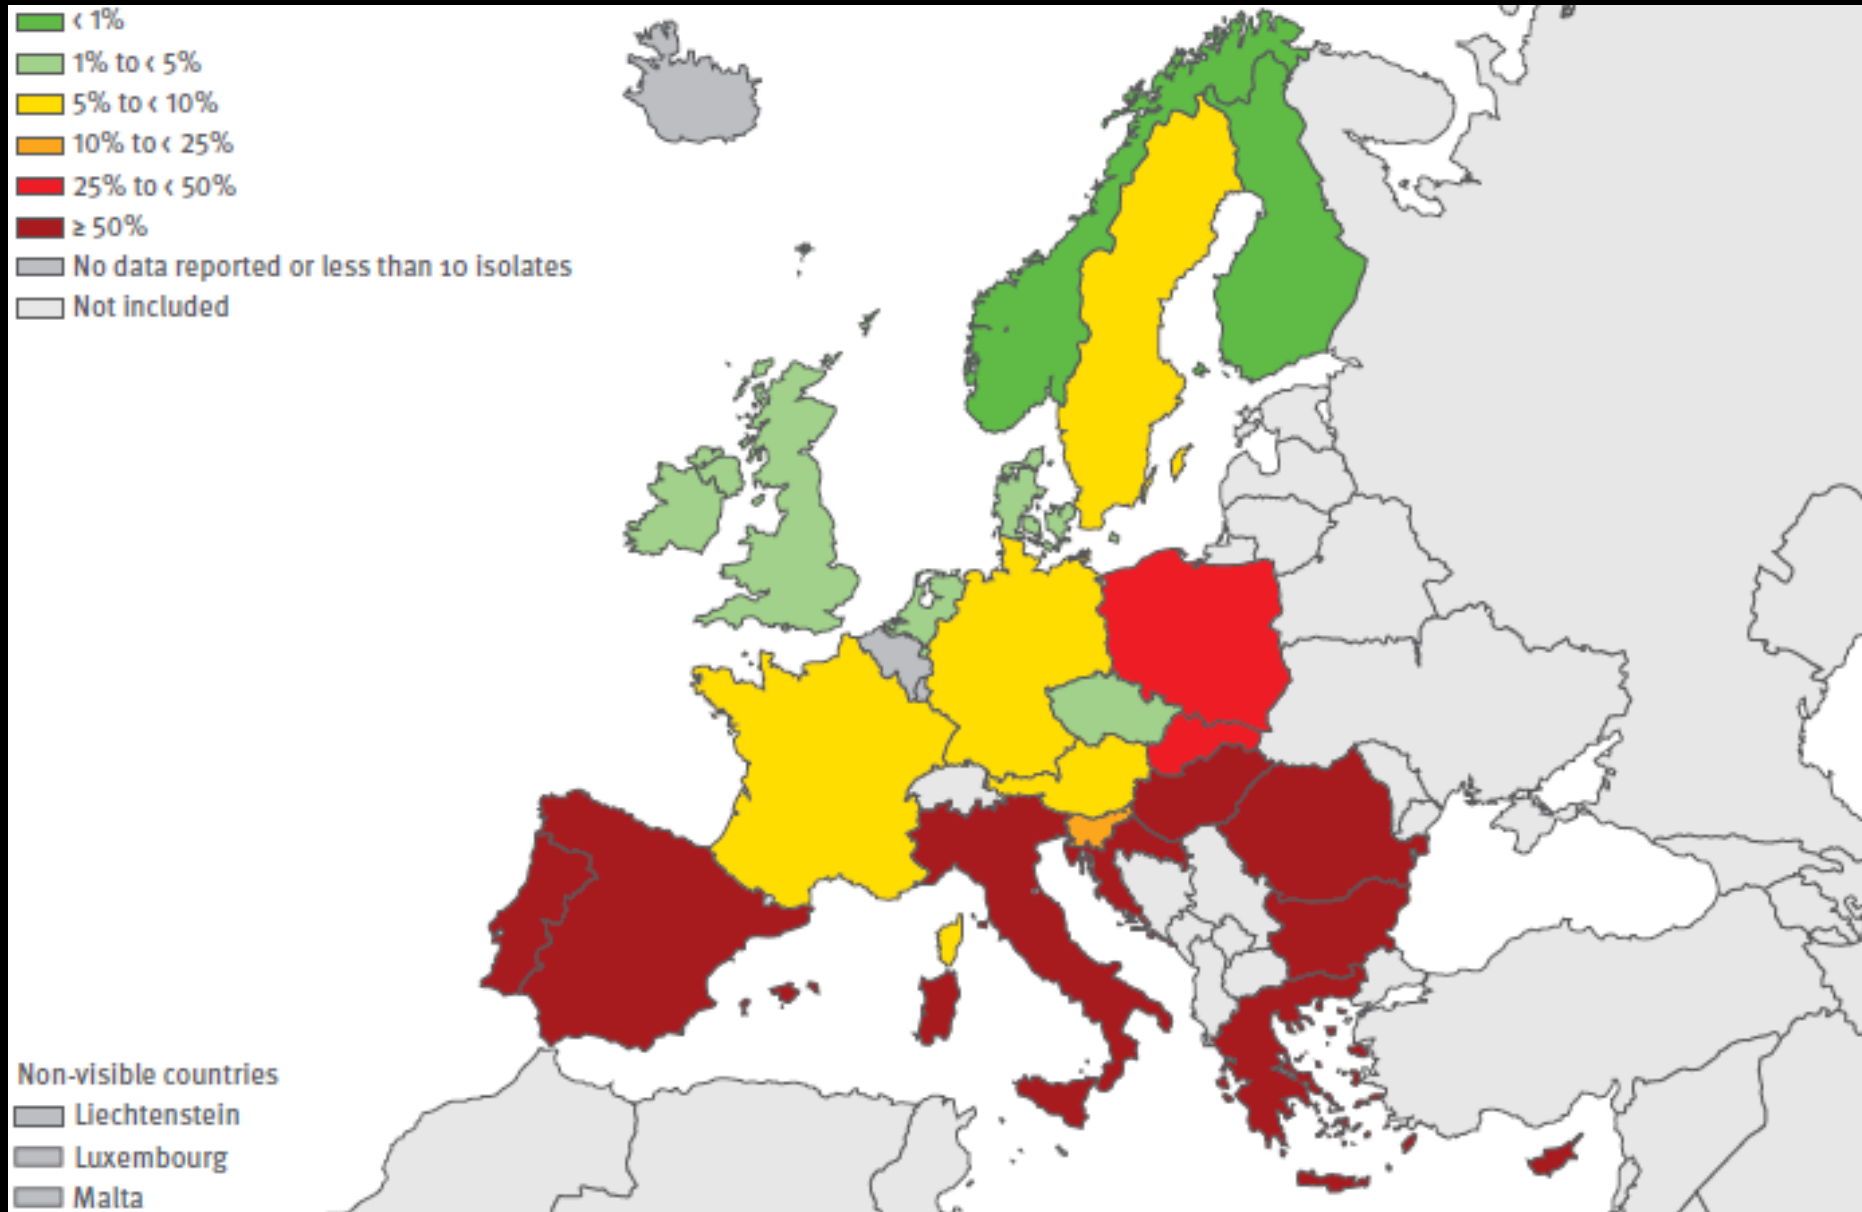 < 1%
1% to < 5%
5% to < 10%
10% to < 25%
25% to < 50%
≥ 50%
No data reported or less than 10 isolates
Not included
Non-visible countries
Liechtenstein
Luxembourg
Malta